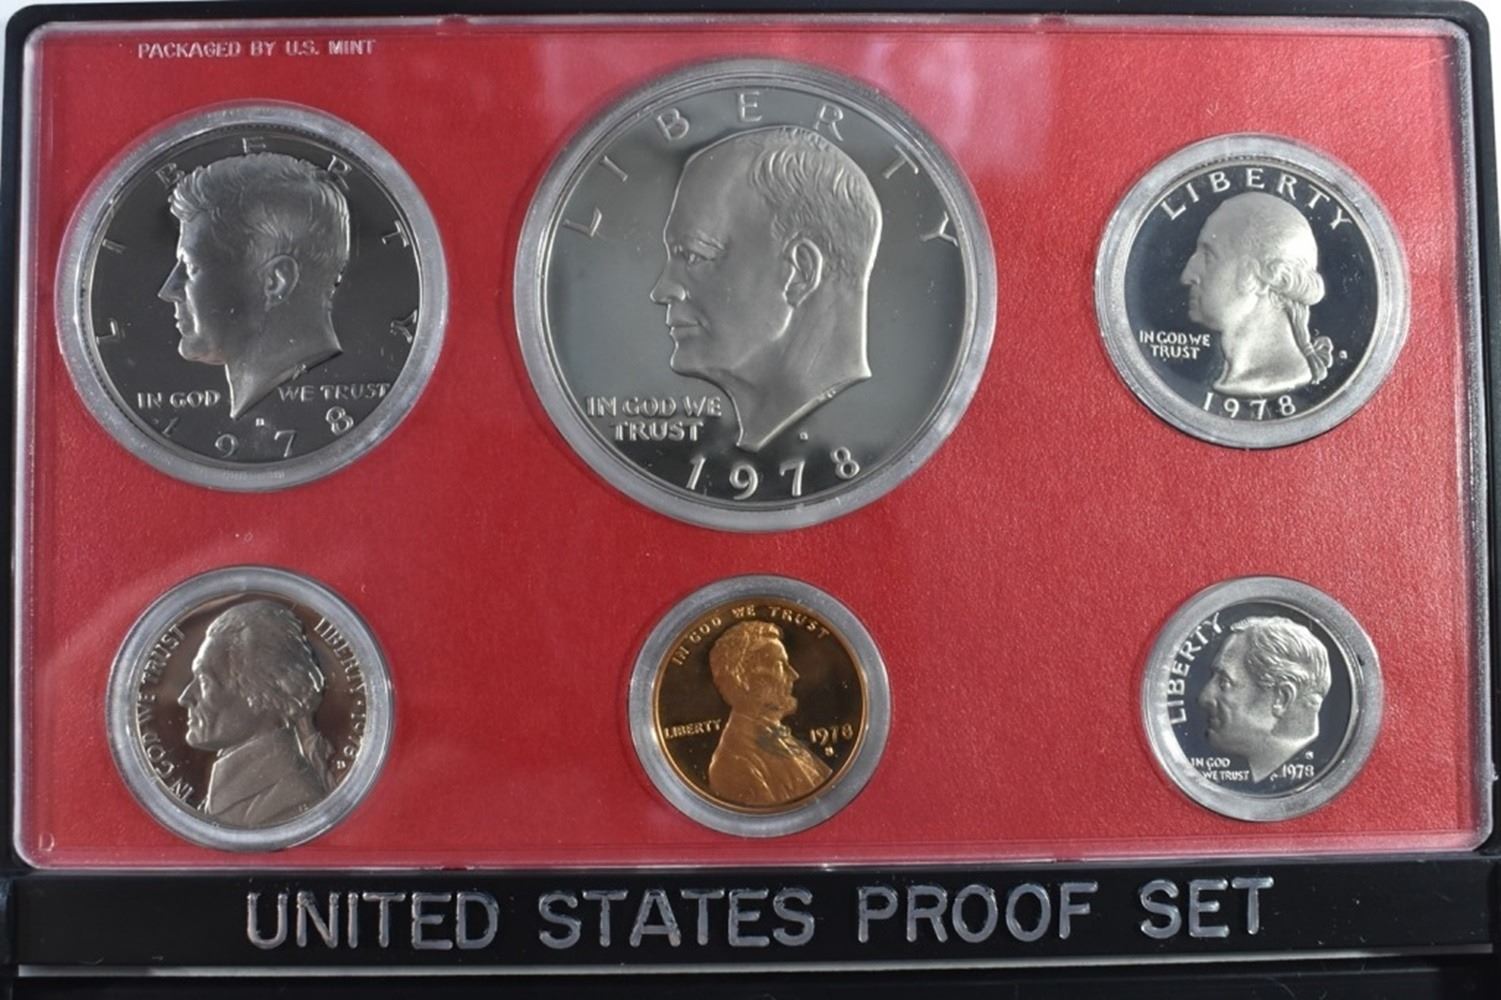 PACKAGED BY U.S. MINT
LIBERTY
IN GOD WE TRUST
1978
LIBERTY
IN GOD WE
TRUST
1978
LIBERTY
IN GOD WE
TRUST
1978
IN GOD WE TRUST
LIBERTY · 1978
IN GOD WE TRUST
LIBERTY
1978
LIBERTY
IN GOD
WE TRUST
1978
UNITED STATES PROOF SET